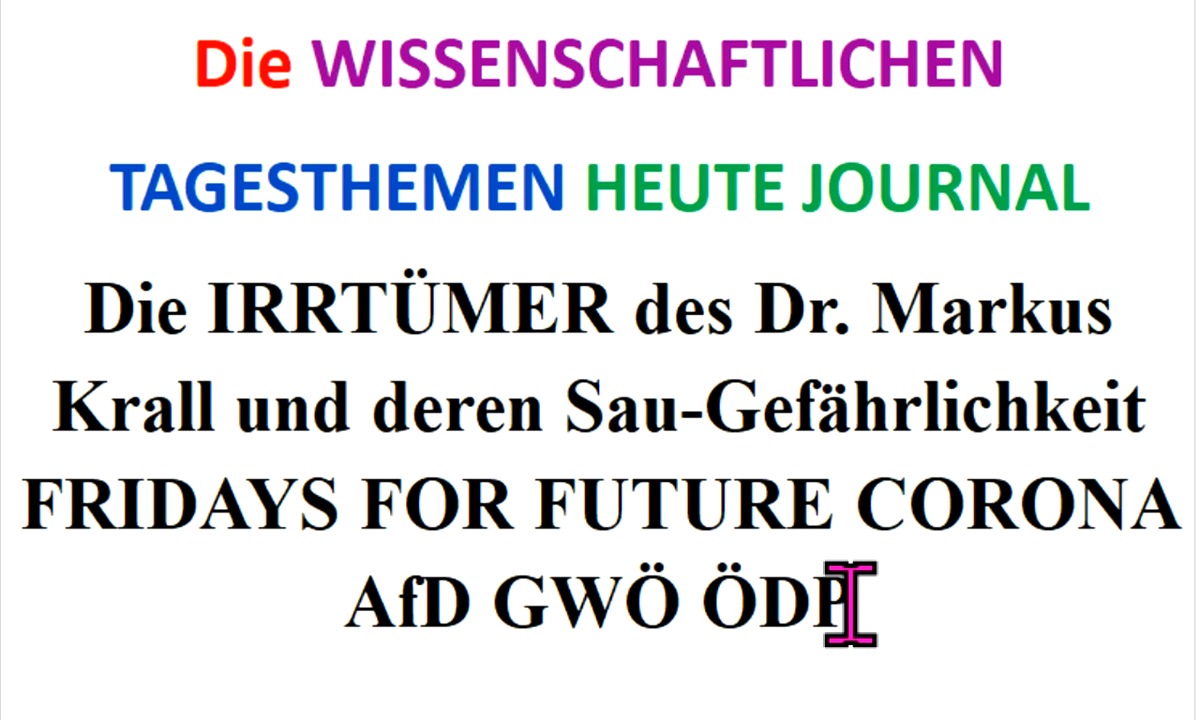 Die WISSENSCHAFTLICHEN
TAGESTHEMEN HEUTE JOURNAL
Die IRRTÜMER des Dr. Markus
Krall und deren Sau-Gefährlichkeit
FRIDAYS FOR FUTURE CORONA
AfD GWÖ ÖDP